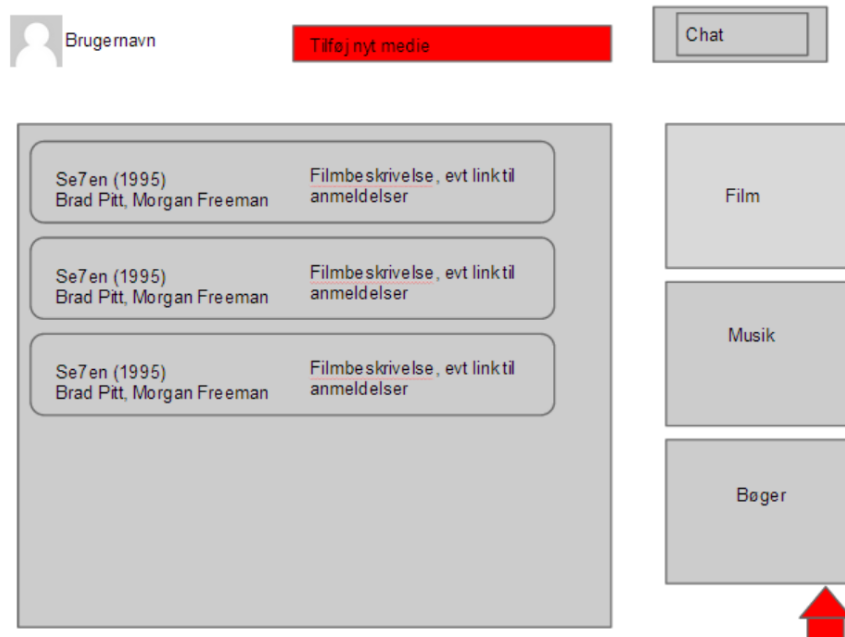 Brugernavn
Tilføj nyt medie
Chat
Se7en (1995)
Brad Pitt, Morgan Freeman
Filmbeskrivelse, evt link til
anmeldelser
Se7en (1995)
Brad Pitt, Morgan Freeman
Filmbeskrivelse, evt link til
anmeldelser
Se7en (1995)
Brad Pitt, Morgan Freeman
Filmbeskrivelse, evt link til
anmeldelser
Film
Musik
Bøger